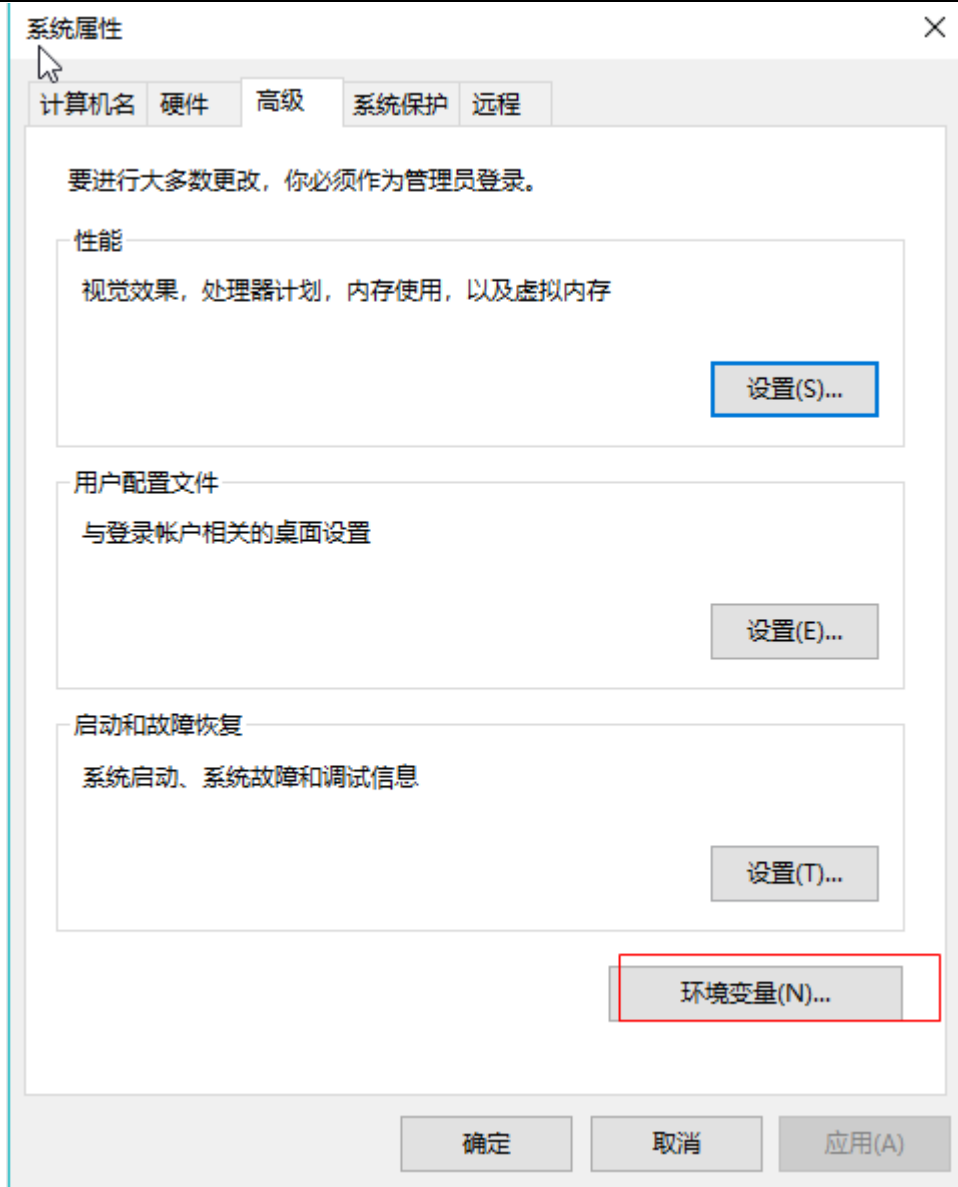 系统属性
计算机名 硬件 高级 系统保护 远程
要进行大多数更改，你必须作为管理员登录。
性能
视觉效果，处理器计划，内存使用，以及虚拟内存
设置(S)...
用户配置文件
与登录帐户相关的桌面设置
设置(E)...
启动和故障恢复
系统启动、系统故障和调试信息
设置(T)...
环境变量(N)...
确定 取消 应用(A)